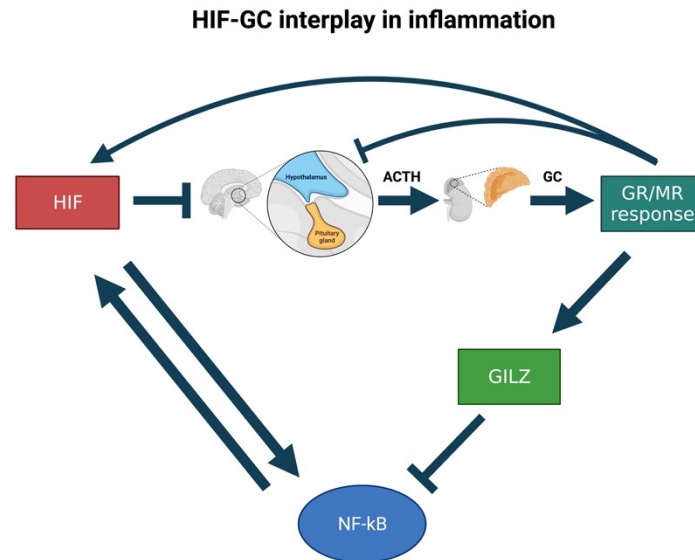 HIF-GC interplay in inflammation
HIF
Hypothalamus
Pituitary
gland
ACTH
GC
GR/MR
response
GILZ
NF-kB